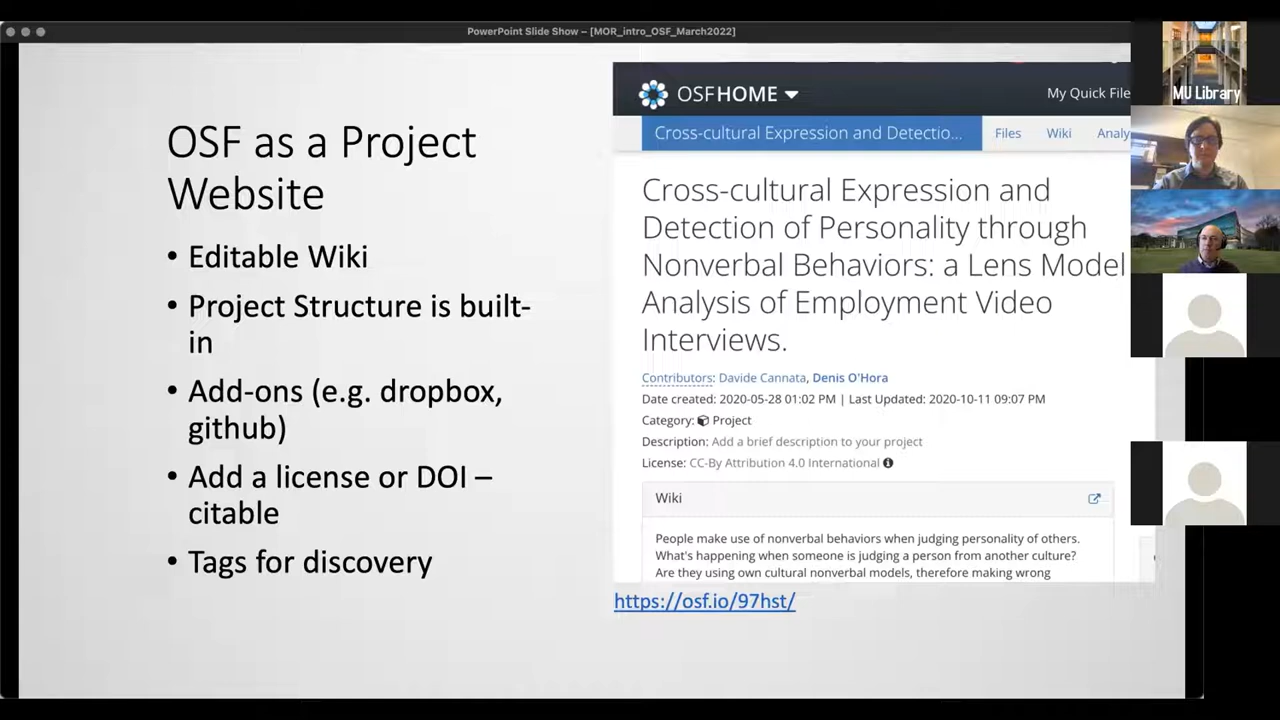 PowerPoint Slide Show – [MOR_intro_OSF_March2022]
OSF as a Project
Website
• Editable Wiki
• Project Structure is built-
in
• Add-ons (e.g. dropbox,
github)
• Add a license or DOI –
citable
• Tags for discovery
OSFHOME
My Quick File
Cross-cultural Expression and Detectio...
Files
Wiki
Analy
Cross-cultural Expression and
Detection of Personality through
Nonverbal Behaviors: a Lens Model
Analysis of Employment Video
Interviews.
Contributors: Davide Cannata, Denis O'Hora
Date created: 2020-05-28 01:02 PM | Last Updated: 2020-10-11 09:07 PM
Category: Project
Description: Add a brief description to your project
License: CC-By Attribution 4.0 International
Wiki
People make use of nonverbal behaviors when judging personality of others.
What's happening when someone is judging a person from another culture?
Are they using own cultural nonverbal models, therefore making wrong
https://osf.io/97hst/
MU Library